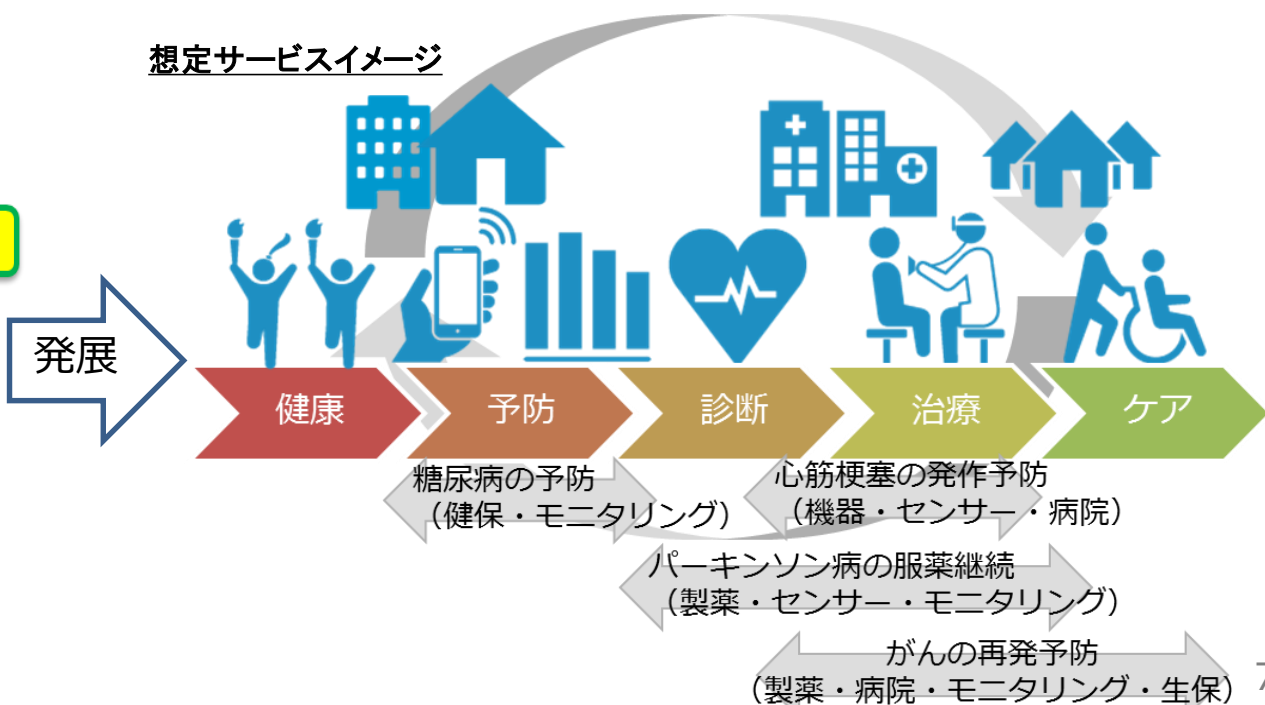 想定サービスイメージ
発展
健康
予防
診断
治療
ケア
糖尿病の予防
（健保・モニタリング）
心筋梗塞の発作予防
（機器・センサー・病院）
パーキンソン病の服薬継続
（製薬・センサー・モニタリング）
がんの再発予防
（製薬・病院・モニタリング・生保）